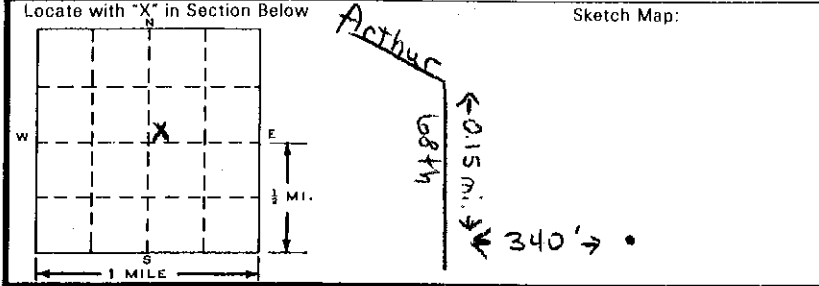 Locate with "X" in Section Below
N
X
W
E
½ MI.
S
1 MILE
Sketch Map:
Arthur
68th
0.15 mi.
340'